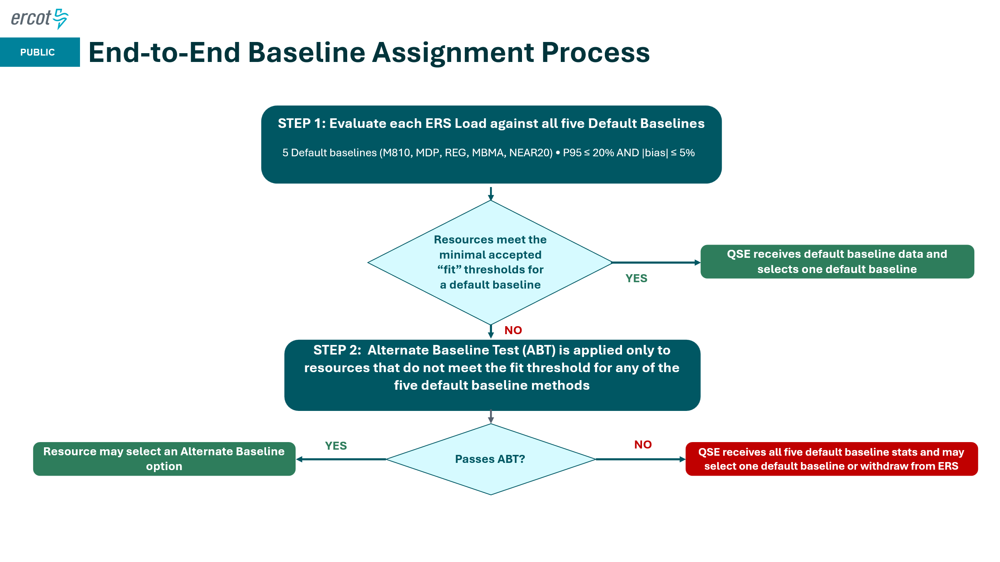 ercot
PUBLIC
End-to-End Baseline Assignment Process
STEP 1: Evaluate each ERS Load against all five Default Baselines
5 Default baselines (M810, MDP, REG, MBMA, NEAR20) • P95 ≤ 20% AND |bias| ≤ 5%
Resources meet the
minimal accepted
“fit” thresholds for
a default baseline
YES
QSE receives default baseline data and
selects one default baseline
NO
STEP 2:  Alternate Baseline Test (ABT) is applied only to
resources that do not meet the fit threshold for any of the
five default baseline methods
Resource may select an Alternate Baseline
option
YES
Passes ABT?
NO
QSE receives all five default baseline stats and may
select one default baseline or withdraw from ERS